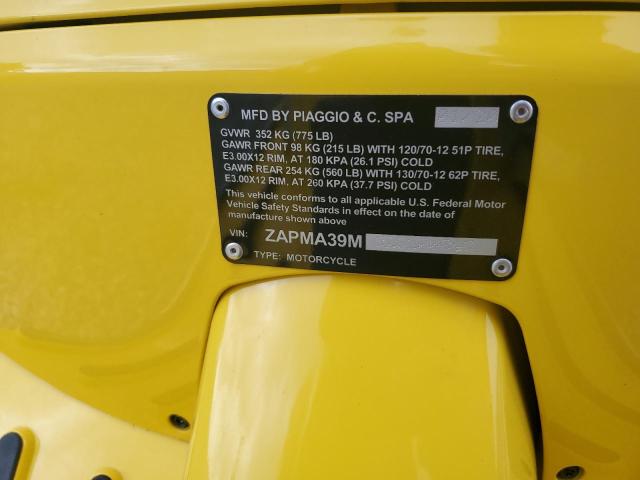 MFD BY PIAGGIO & C. SPA
GVWR 352 KG (775 LB)
GAWR FRONT 98 KG (215 LB) WITH 120/70-12 51P TIRE,
E3.00X12 RIM, AT 180 KPA (26.1 PSI) COLD
GAWR REAR 254 KG (560 LB) WITH 130/70-12 62P TIRE,
E3.00X12 RIM, AT 260 KPA (37.7 PSI) COLD
This vehicle conforms to all applicable U.S. Federal Motor
Vehicle Safety Standards in effect on the date of
manufacture shown above
VIN: ZAPMA39M
TYPE: MOTORCYCLE